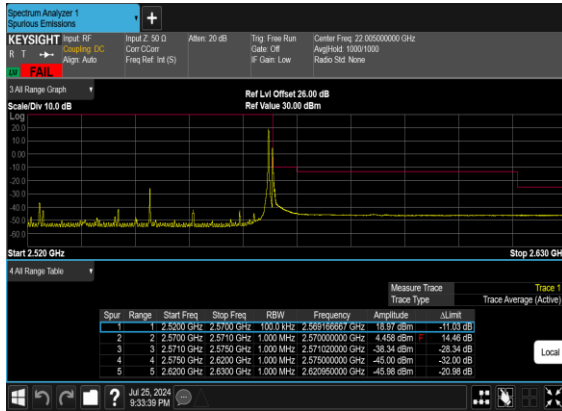 Spectrum Analyzer 1
Spurious Emissions
+
KEYSIGHT Input: RF Input Z: 50 Ω Atten: 20 dB Trig: Free Run Center Freq: 22.005000000 GHz
R T Coupling: DC Corr CCorr Gate: Off Avg|Hold: 1000/1000
Align: Auto Freq Ref: Int (S) IF Gain: Low Radio Std: None
LV FAIL
3 All Range Graph
Ref Lvl Offset 26.00 dB
Scale/Div 10.0 dB Ref Value 30.00 dBm
Log
20.0
10.0
0.00
-10.0
-20.0
-30.0
-40.0
-50.0
-60.0
Start 2.520 GHz Stop 2.630 GH
4 All Range Table
Measure Trace Trace 1
Trace Type Trace Average (Active)
Spur Range Start Freq Stop Freq RBW Frequency Amplitude ΔLimit
1 1 2.5200 GHz 2.5700 GHz 100.0 kHz 2.569166667 GHz 18.97 dBm -11.03 dB
2 2 2.5700 GHz 2.5710 GHz 1.000 MHz 2.570000000 GHz 4.458 dBm F 14.46 dB
3 3 2.5710 GHz 2.5750 GHz 1.000 MHz 2.571020000 GHz -38.34 dBm -28.34 dB
4 4 2.5750 GHz 2.6200 GHz 1.000 MHz 2.575000000 GHz -45.00 dBm -32.00 dB
5 5 2.6200 GHz 2.6300 GHz 1.000 MHz 2.620950000 GHz -45.98 dBm -20.98 dB
Local
? Jul 25, 2024
9:33:39 PM